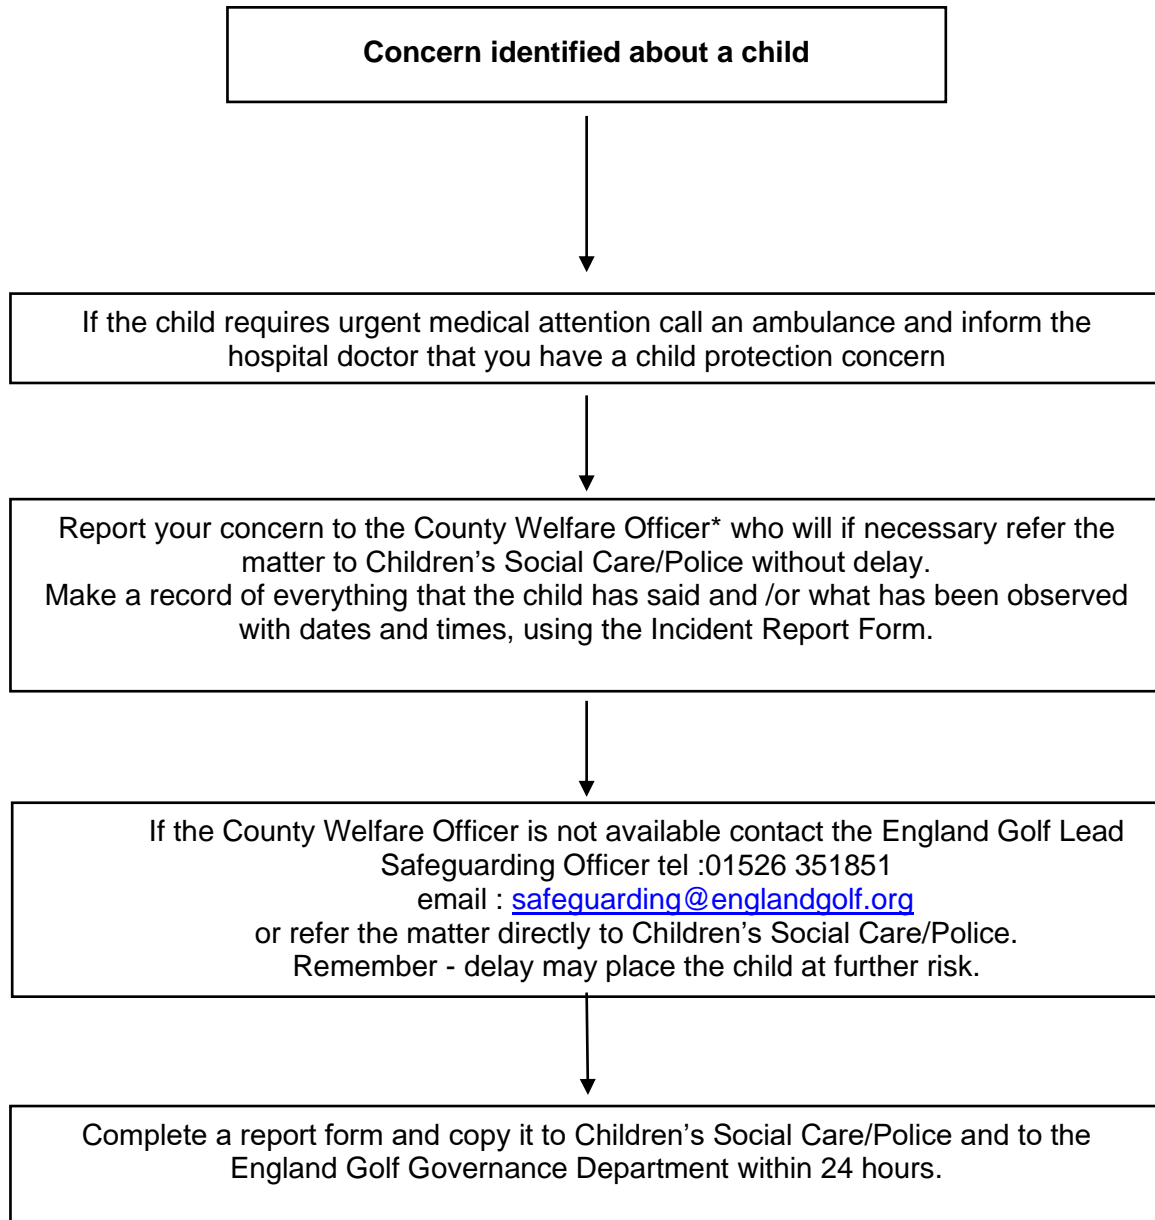 Concern identified about a child
If the child requires urgent medical attention call an ambulance and inform the
hospital doctor that you have a child protection concern
Report your concern to the County Welfare Officer* who will if necessary refer the
matter to Children’s Social Care/Police without delay.
Make a record of everything that the child has said and /or what has been observed
with dates and times, using the Incident Report Form.
If the County Welfare Officer is not available contact the England Golf Lead
Safeguarding Officer tel :01526 351851
email : safeguarding@englandgolf.org
or refer the matter directly to Children’s Social Care/Police.
Remember - delay may place the child at further risk.
Complete a report form and copy it to Children’s Social Care/Police and to the
England Golf Governance Department within 24 hours.